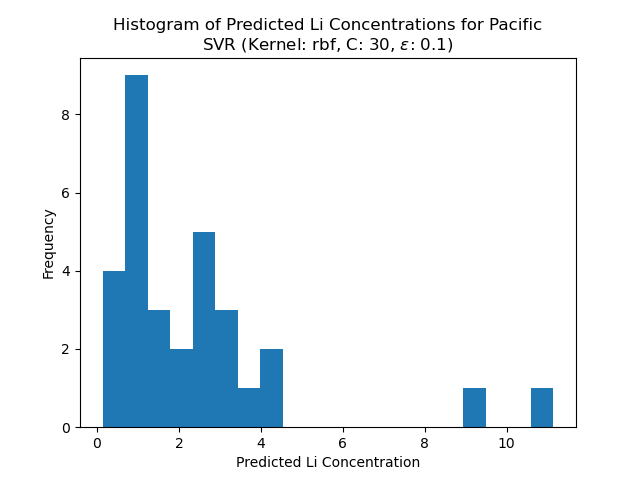 Histogram of Predicted Li Concentrations for Pacific
SVR (Kernel: rbf, C: 30, ε: 0.1)
Frequency
8
6
4
2
0
0 2 4 6 8 10
Predicted Li Concentration